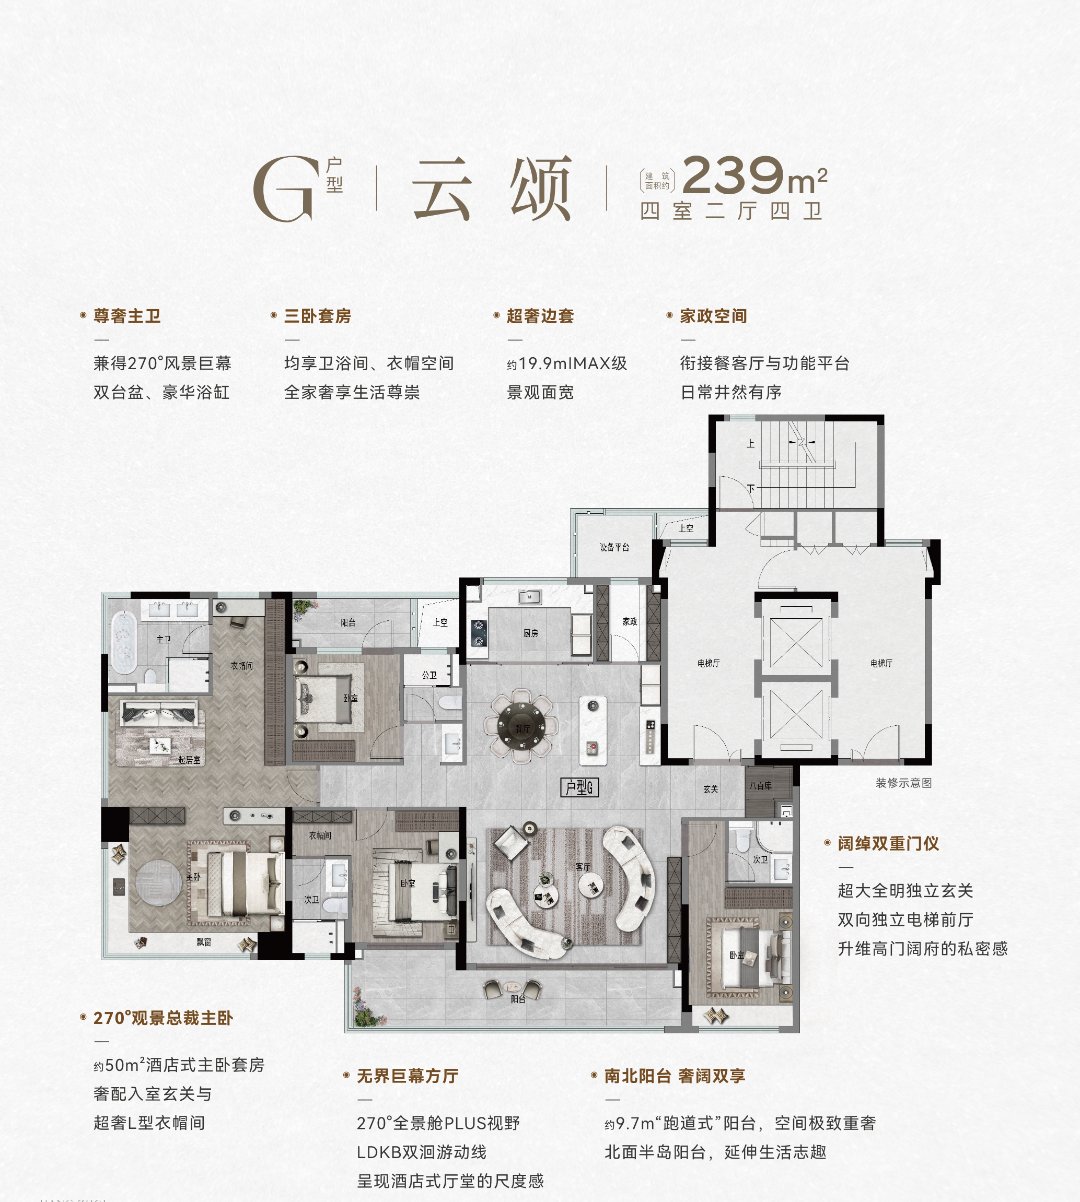 G户型
云颂
建筑面积约239m²
四室二厅四卫
尊奢主卫
兼得270°风景巨幕
双台盆、豪华浴缸
三卧套房
均享卫浴间、衣帽空间
全家奢享生活尊崇
超奢边套
约19.9mIMAX级
景观面宽
家政空间
衔接餐客厅与功能平台
日常井然有序
上
下
上空
设备平台
阳台
上空
厨房
家政
主卫
衣帽间
公卫
卧室
电梯厅
电梯厅
起居室
餐厅
户型G
玄关
八百库
装修示意图
衣帽间
次卫
客厅
主卧
卧室
次卫
飘窗
卧室
阳台
阔绰双重门仪
超大全明独立玄关
双向独立电梯前厅
升维高门阔府的私密感
270°观景总裁主卧
约50m²酒店式主卧套房
奢配入室玄关与
超奢L型衣帽间
无界巨幕方厅
270°全景舱PLUS视野
LDKB双洄游动线
呈现酒店式厅堂的尺度感
南北阳台 奢阔双享
约9.7m“跑道式”阳台，空间极致重奢
北面半岛阳台，延伸生活志趣